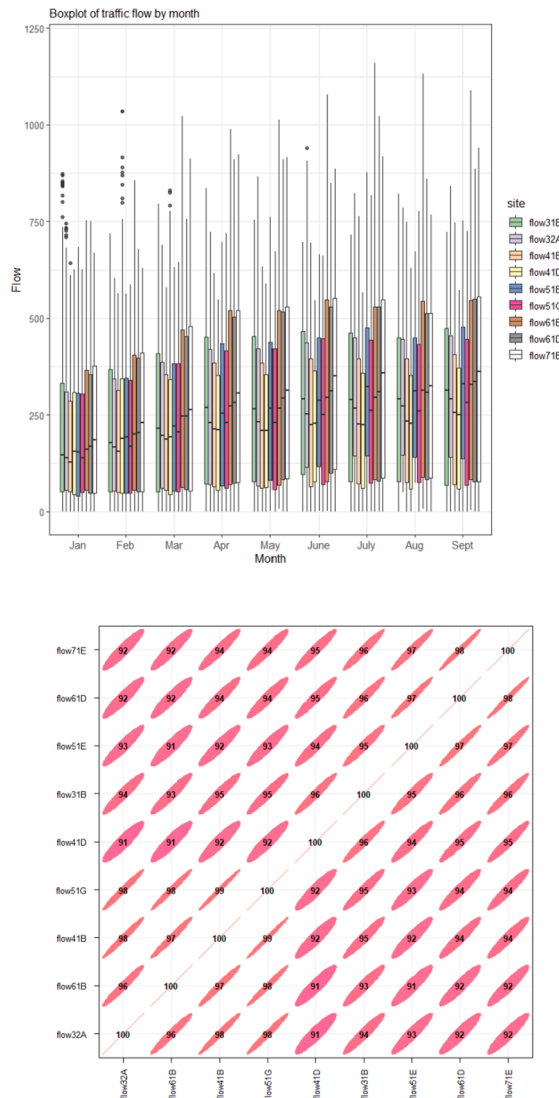 Boxplot of traffic flow by month
1250
1000
750
500
250
0
Flow
Jan Feb Mar Apr May June July Aug Sept
Month
site
flow31B
flow32A
flow41B
flow41D
flow51E
flow51G
flow61B
flow61D
flow71E
flow71E 92 92 94 94 95 96 97 98 100
flow61D 92 92 94 94 95 96 97 100 98
flow51E 93 91 92 93 94 95 100 97 97
flow31B 94 93 95 95 96 100 95 96 96
flow41D 91 91 92 92 100 96 94 95 95
flow51G 98 98 99 100 92 95 93 94 94
flow41B 98 97 100 99 92 95 92 94 94
flow61B 96 100 97 98 91 93 91 92 92
flow32A 100 96 98 98 91 94 93 92 92
flow32A flow61B flow41B flow51G flow41D flow31B flow51E flow61D flow71E